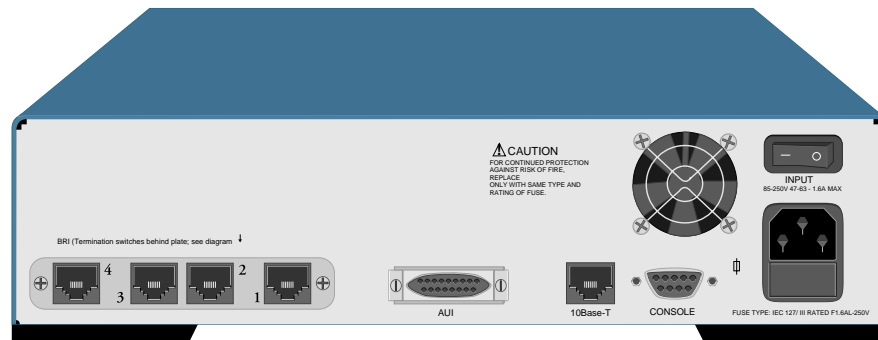 CAUTION
FOR CONTINUED PROTECTION
AGAINST RISK OF FIRE,
REPLACE
ONLY WITH SAME TYPE AND
RATING OF FUSE.
INPUT
85-250V 47-63 - 1.6A MAX
BRI (Termination switches behind plate; see diagram
4
3
2
1
AUI
10Base-T
CONSOLE
FUSE TYPE: IEC 127/ III RATED F1.6AL-250V